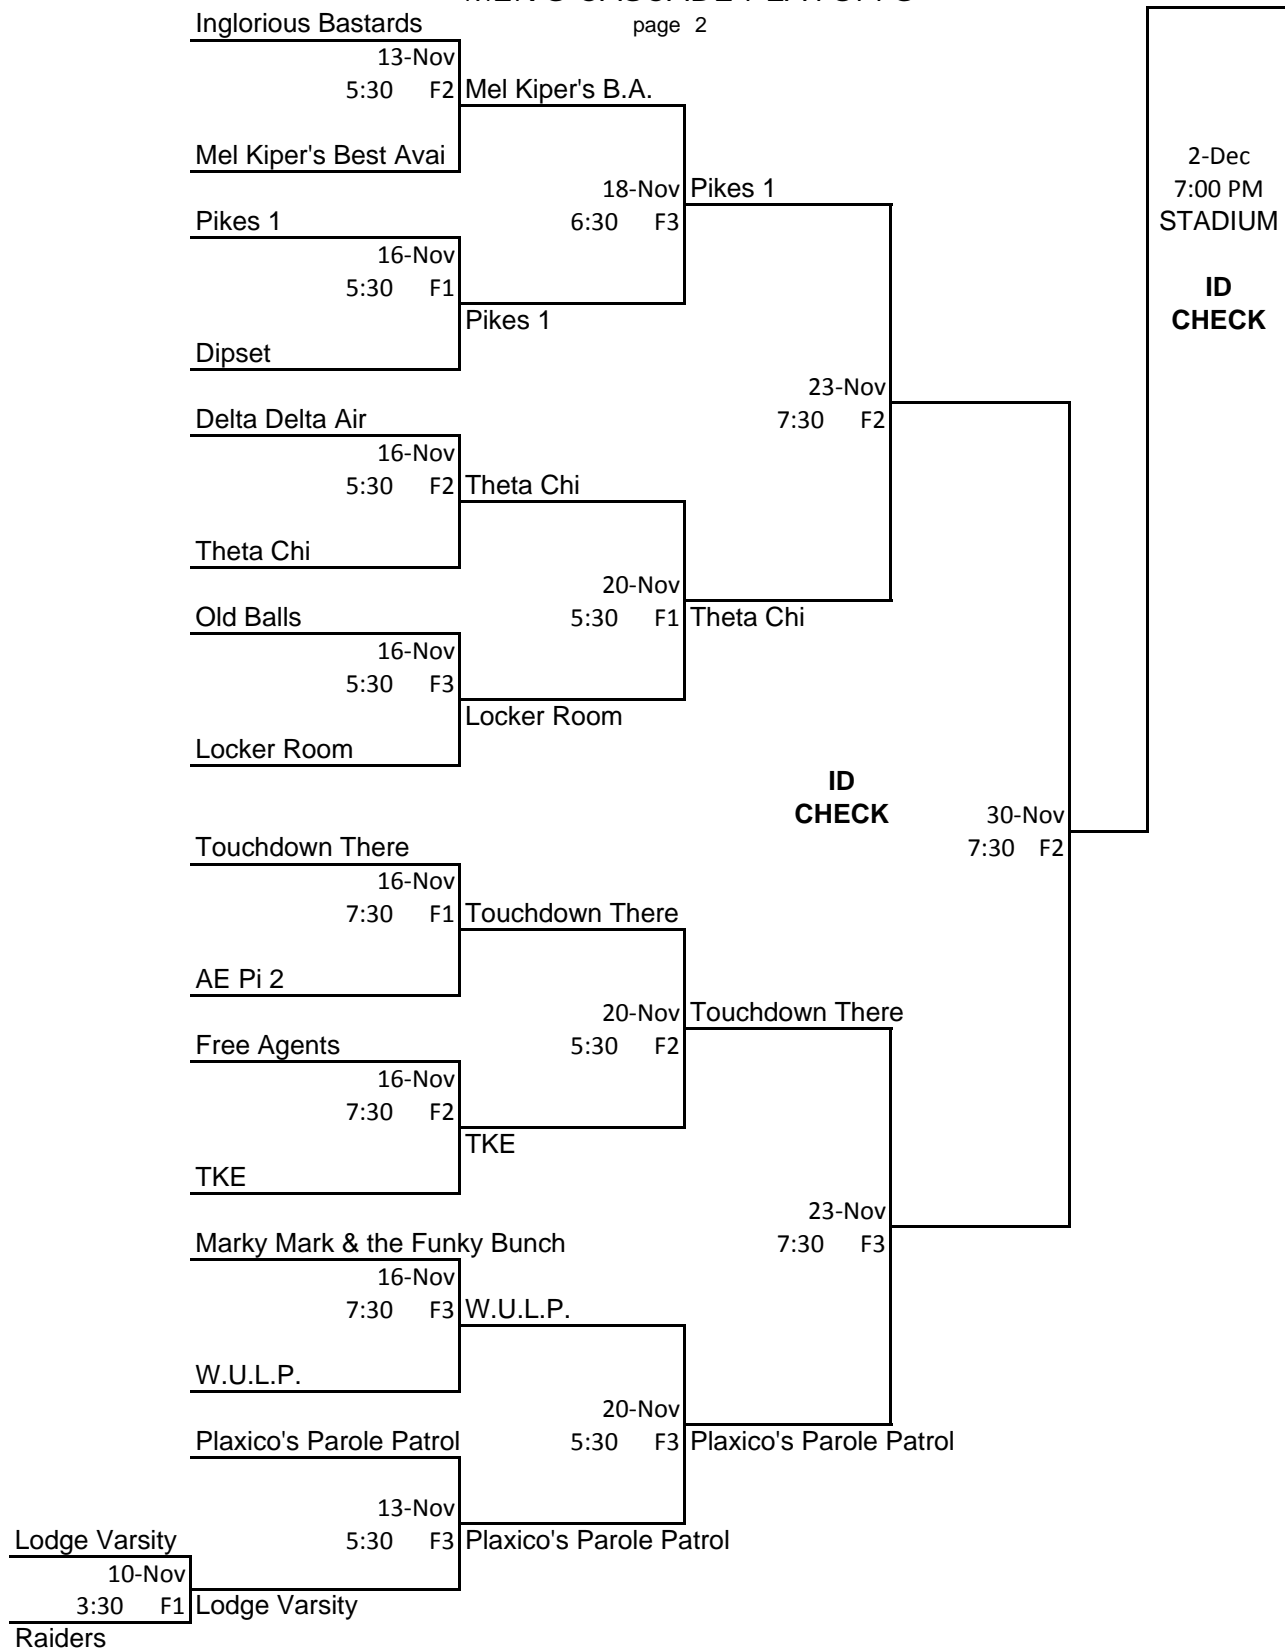 MEN'S CASCADE PLAYOFFS
page 2
Inglorious Bastards
13-Nov
5:30 F2
Mel Kiper's B.A.
Mel Kiper's Best Avai
18-Nov
6:30 F3
Pikes 1
2-Dec
7:00 PM
STADIUM
ID
CHECK
Pikes 1
16-Nov
5:30 F1
Pikes 1
Dipset
23-Nov
7:30 F2
Delta Delta Air
16-Nov
5:30 F2
Theta Chi
Theta Chi
20-Nov
5:30 F1
Theta Chi
Old Balls
16-Nov
5:30 F3
Locker Room
Locker Room
ID
CHECK
30-Nov
7:30 F2
Touchdown There
16-Nov
7:30 F1
Touchdown There
AE Pi 2
20-Nov
5:30 F2
Touchdown There
Free Agents
16-Nov
7:30 F2
TKE
TKE
23-Nov
7:30 F3
Marky Mark & the Funky Bunch
16-Nov
7:30 F3
W.U.L.P.
W.U.L.P.
20-Nov
5:30 F3
Plaxico's Parole Patrol
Plaxico's Parole Patrol
13-Nov
5:30 F3
Plaxico's Parole Patrol
Lodge Varsity
10-Nov
3:30 F1
Lodge Varsity
Raiders